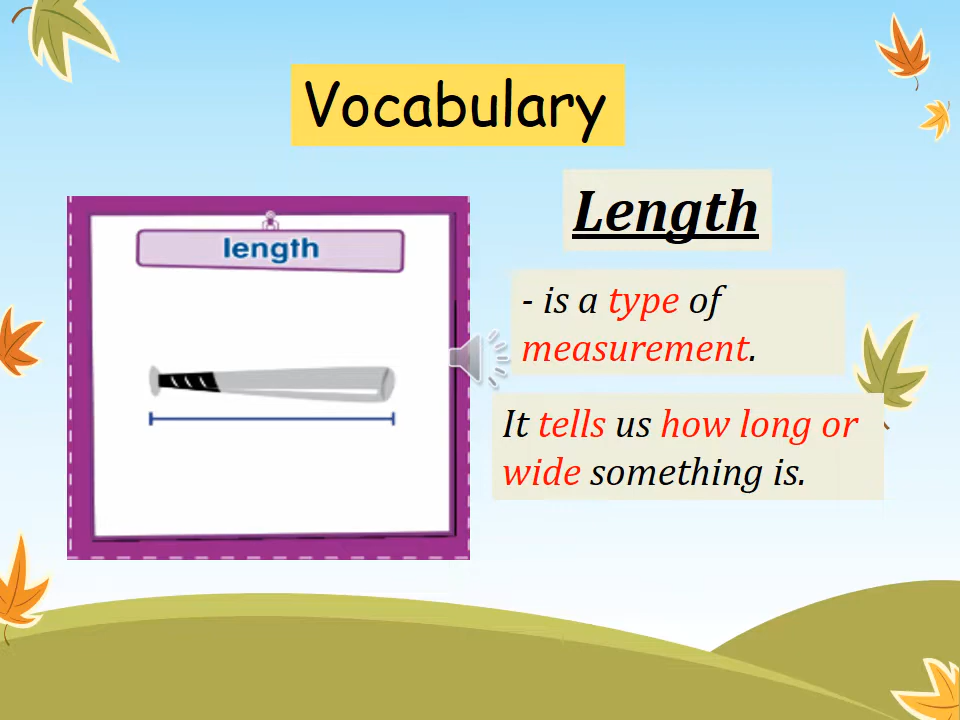 Vocabulary
length
Length
- is a type of
measurement.
It tells us how long or
wide something is.